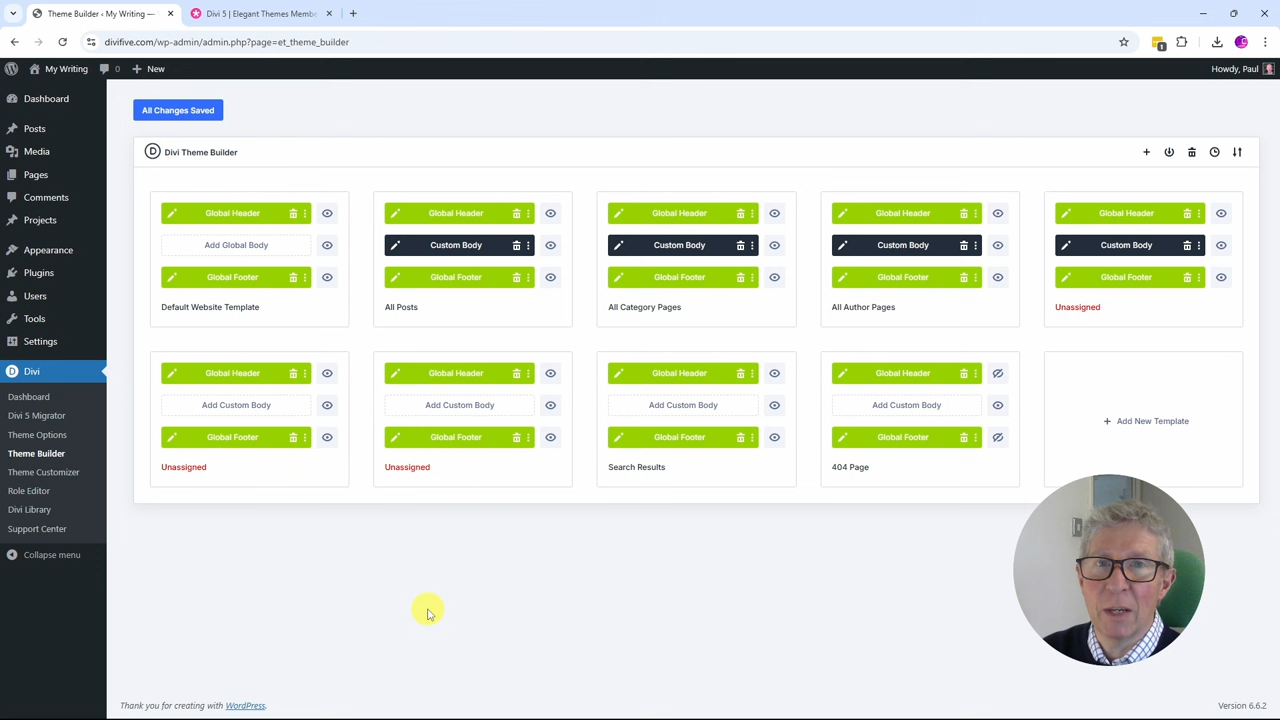 Theme Builder ‹ My Writing —
Divi 5 | Elegant Themes Membe
divifive.com/wp-admin/admin.php?page=et_theme_builder
1
My Writing
0
New
Howdy, Paul
Dashboard
Posts
Media
Pages
Comments
Projects
Appearance
Plugins
Users
Tools
Settings
Divi
Dashboard
Divi 5 Migrator
Theme Options
Theme Builder
Theme Customizer
Role Editor
Divi Library
Support Center
Collapse menu
All Changes Saved
D Divi Theme Builder
Global Header
Global Header
Global Header
Global Header
Global Header
Add Global Body
Custom Body
Custom Body
Custom Body
Custom Body
Global Footer
Global Footer
Global Footer
Global Footer
Global Footer
Default Website Template
All Posts
All Category Pages
All Author Pages
Unassigned
Global Header
Global Header
Global Header
Global Header
Add Custom Body
Add Custom Body
Add Custom Body
Add Custom Body
+ Add New Template
Global Footer
Global Footer
Global Footer
Global Footer
Unassigned
Unassigned
Search Results
404 Page
Thank you for creating with WordPress.
Version 6.6.2